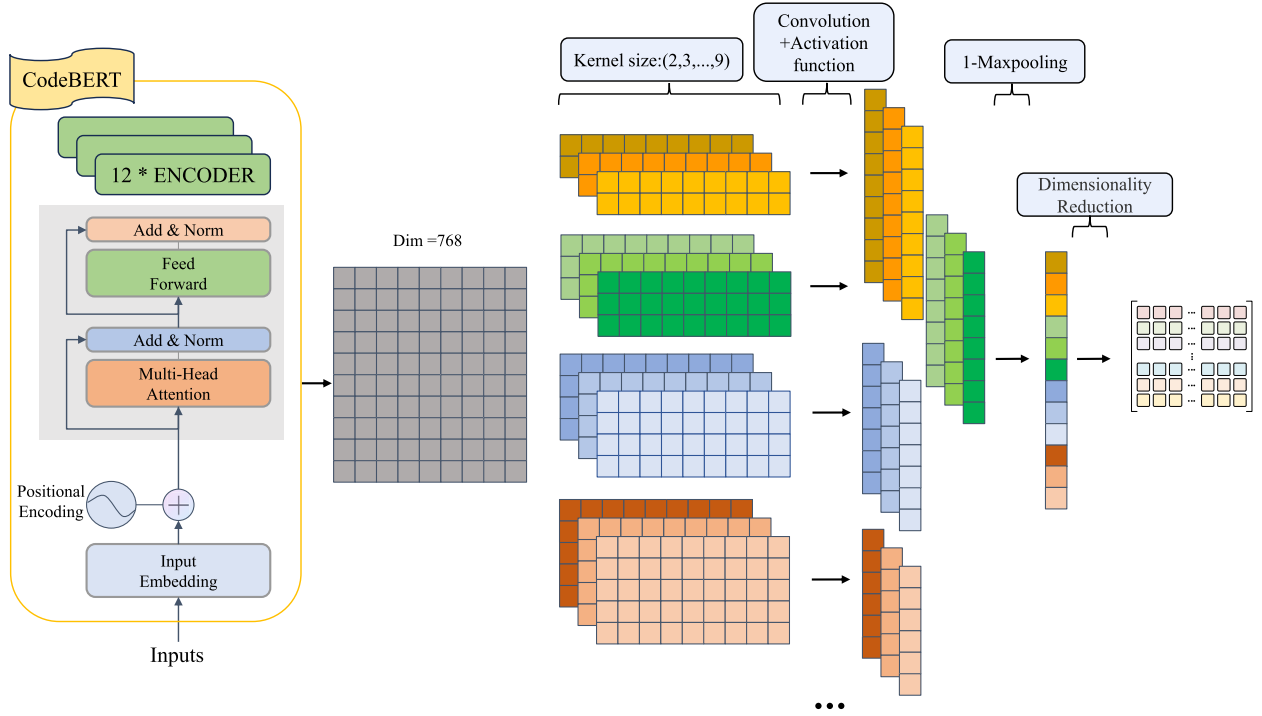 CodeBERT
12 * ENCODER
Add & Norm
Feed
Forward
Add & Norm
Multi-Head
Attention
Positional
Encoding
Input
Embedding
Inputs
Dim =768
Kernel size:(2,3,...,9)
Convolution
+Activation
function
1-Maxpooling
Dimensionality
Reduction